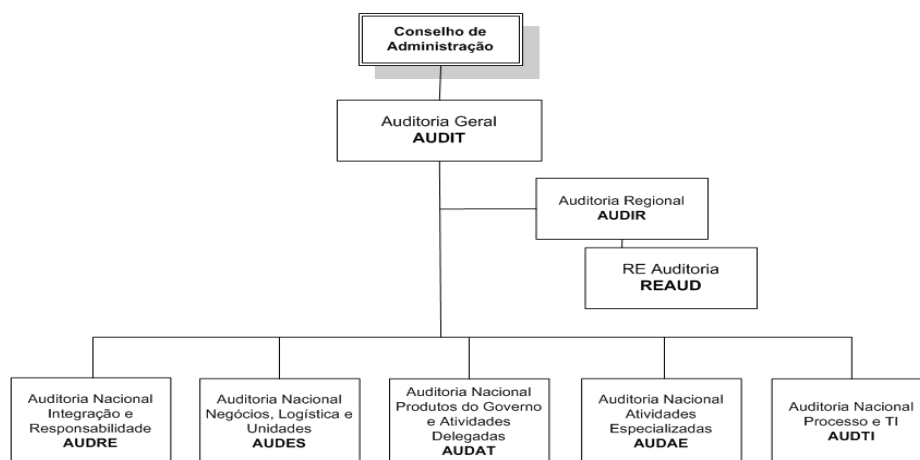 Conselho de
Administração
Auditoria Geral
AUDIT
Auditoria Regional
AUDIR
RE Auditoria
REAUD
Auditoria Nacional
Integração e
Responsabilidade
AUDRE
Auditoria Nacional
Negócios, Logística e
Unidades
AUDES
Auditoria Nacional
Produtos do Governo
e Atividades
Delegadas
AUDAT
Auditoria Nacional
Atividades
Especializadas
AUDAE
Auditoria Nacional
Processo e TI
AUDTI